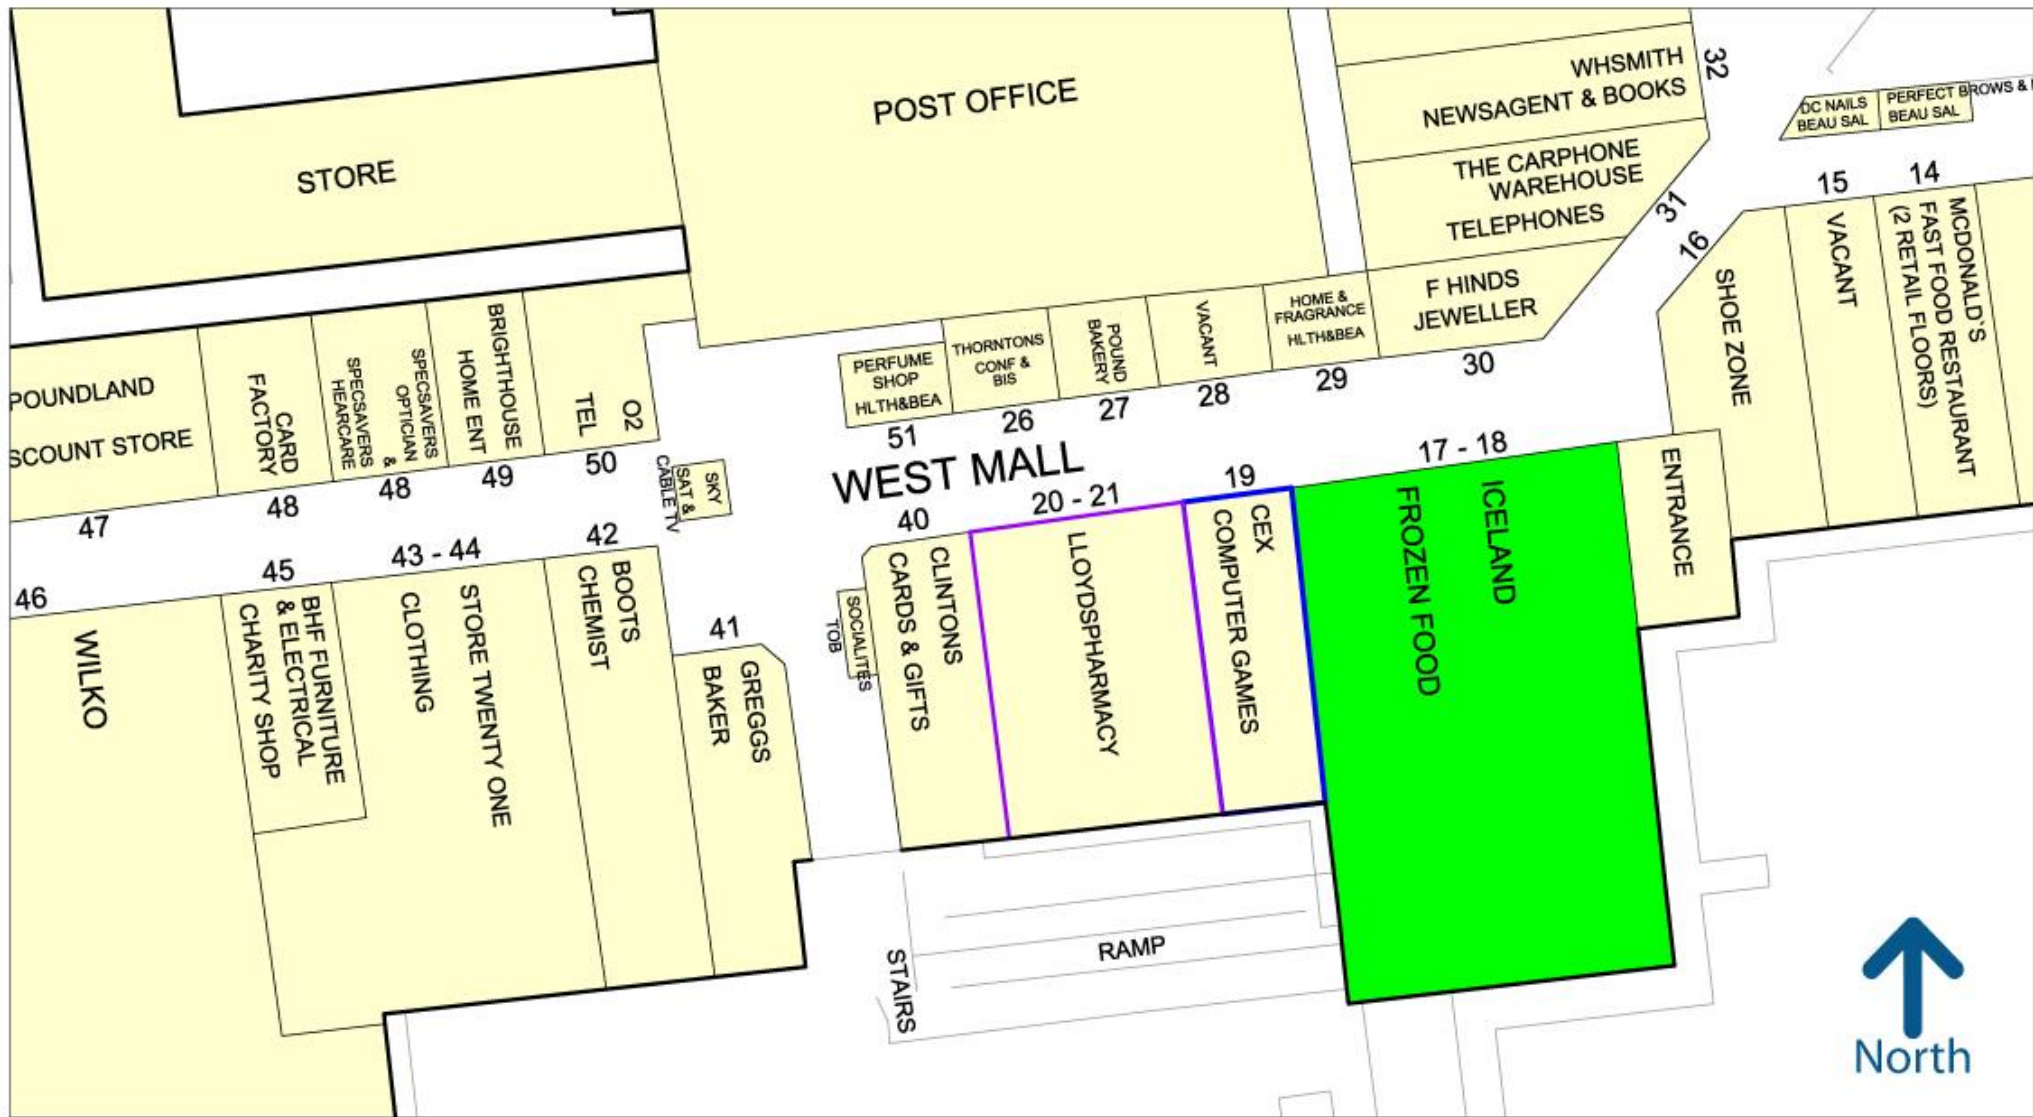 POST OFFICE
STORE
WHSMITH
NEWSAGENT & BOOKS
32
THE CARPHONE
WAREHOUSE
TELEPHONES
31
DC NAILS
BEAU SAL
PERFECT BROWS &
BEAU SAL
F HINDS
JEWELLER
30
HOME &
FRAGRANCE
HLTH&BEA
29
VACANT
28
POUND
BAKERY
27
THORNTONS
CONF &
BIS
26
PERFUME
SHOP
HLTH&BEA
51
16
SHOE ZONE
15
VACANT
14
MCDONALD`S
FAST FOOD RESTAURANT
(2 RETAIL FLOORS)
POUNDLAND
SCOUNT STORE
47
CARD
FACTORY
48
SPECSAVERS
OPTICIAN
&
SPECSAVERS
HEARCARE
48
BRIGHTHOUSE
HOME ENT
49
O2
TEL
50
SKY
SAT &
CABLE TV
WEST MALL
46
WILKO
45
BHF FURNITURE
& ELECTRICAL
CHARITY SHOP
43 - 44
STORE TWENTY ONE
CLOTHING
42
BOOTS
CHEMIST
41
GREGGS
BAKER
SOCIALITES
TOB
40
CLINTONS
CARDS & GIFTS
20 - 21
LLOYDSPHARMACY
19
CEX
COMPUTER GAMES
17 - 18
ICELAND
FROZEN FOOD
ENTRANCE
RAMP
STAIRS
North